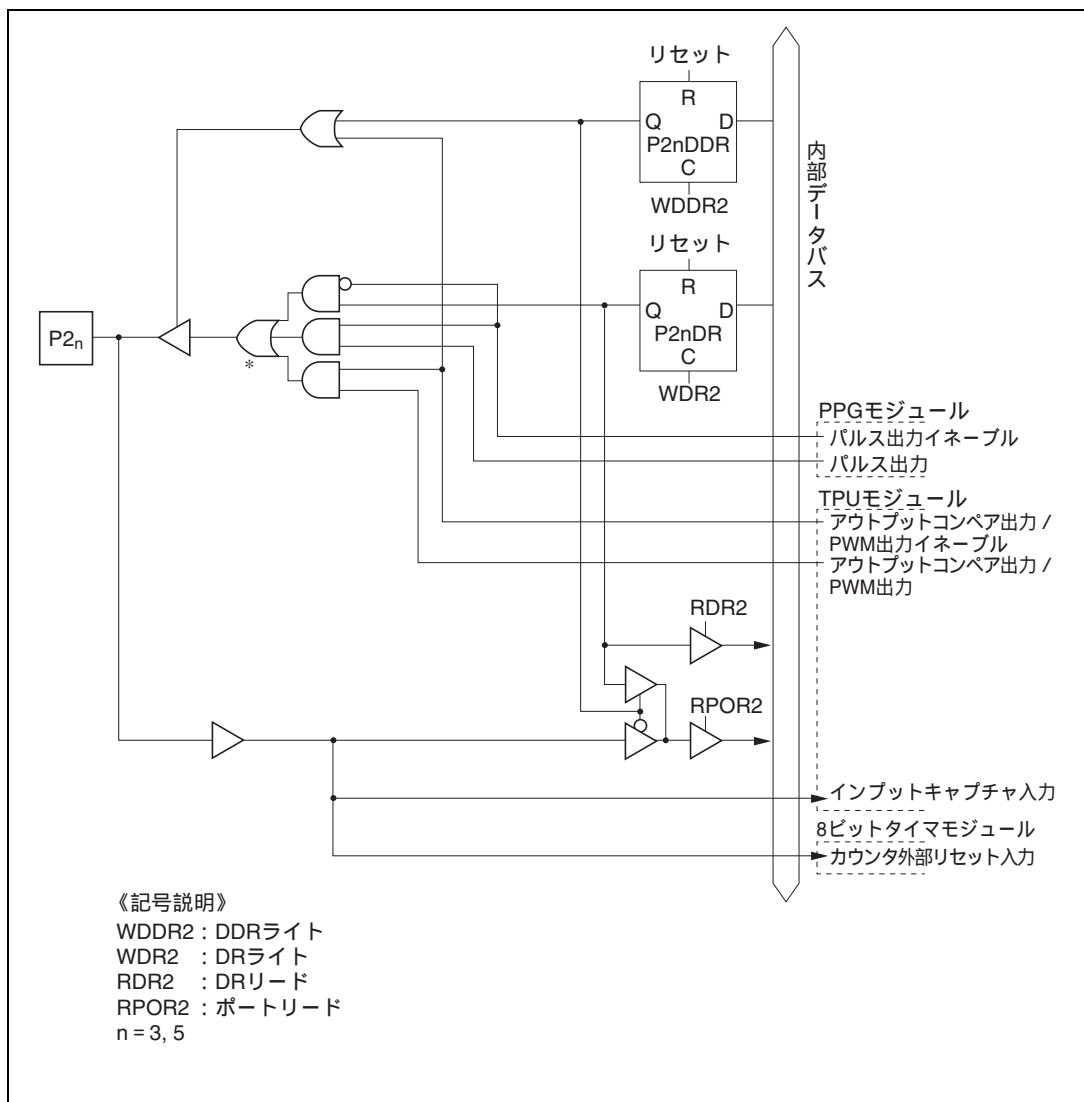 リセット
R
Q D
P2nDDR
C
WDDR2
内部データバス
リセット
R
Q D
P2nDR
C
WDR2
P2n
*
PPGモジュール
パルス出力イネーブル
パルス出力
TPUモジュール
アウトプットコンペア出力 /
PWM出力イネーブル
アウトプットコンペア出力 /
PWM出力
RDR2
RPOR2
インプットキャプチャ入力
8ビットタイマモジュール
カウンタ外部リセット入力
《記号説明》
WDDR2 : DDRライト
WDR2 : DRライト
RDR2 : DRリード
RPOR2 : ポートリード
n = 3, 5